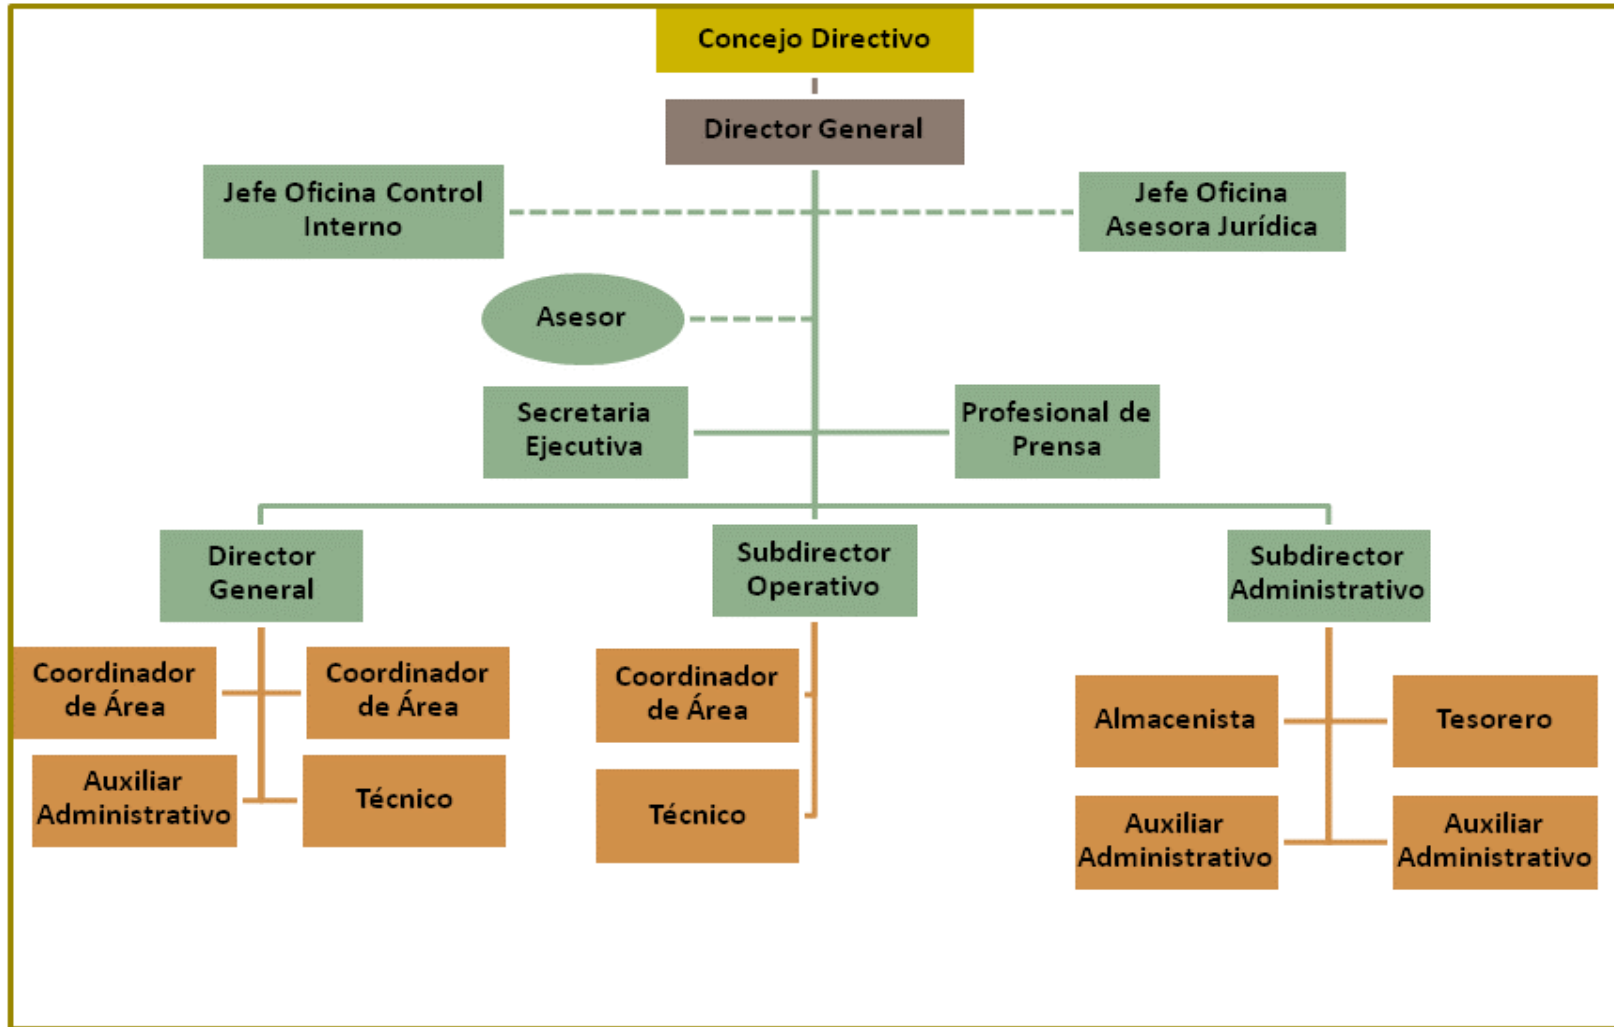 Concejo Directivo
Director General
Jefe Oficina Control
Interno
Jefe Oficina
Asesora Jurídica
Asesor
Secretaria
Ejecutiva
Profesional de
Prensa
Director
General
Subdirector
Operativo
Subdirector
Administrativo
Coordinador
de Área
Coordinador
de Área
Auxiliar
Administrativo
Técnico
Coordinador
de Área
Técnico
Almacenista
Tesorero
Auxiliar
Administrativo
Auxiliar
Administrativo